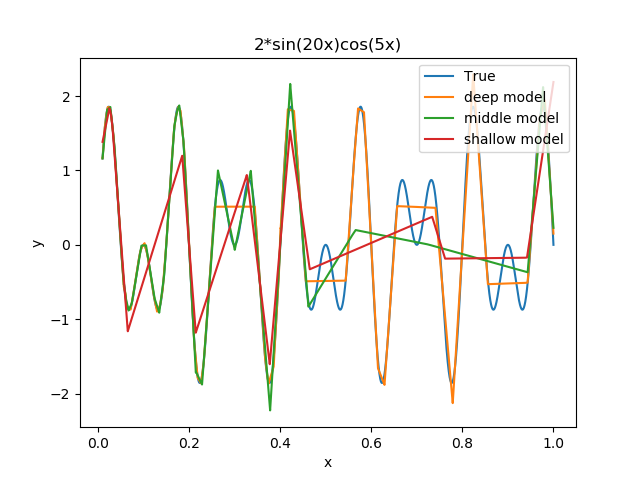 2*sin(20x)cos(5x)
True
deep model
middle model
shallow model
2
1
0
−1
−2
y
0.0 0.2 0.4 0.6 0.8 1.0
x